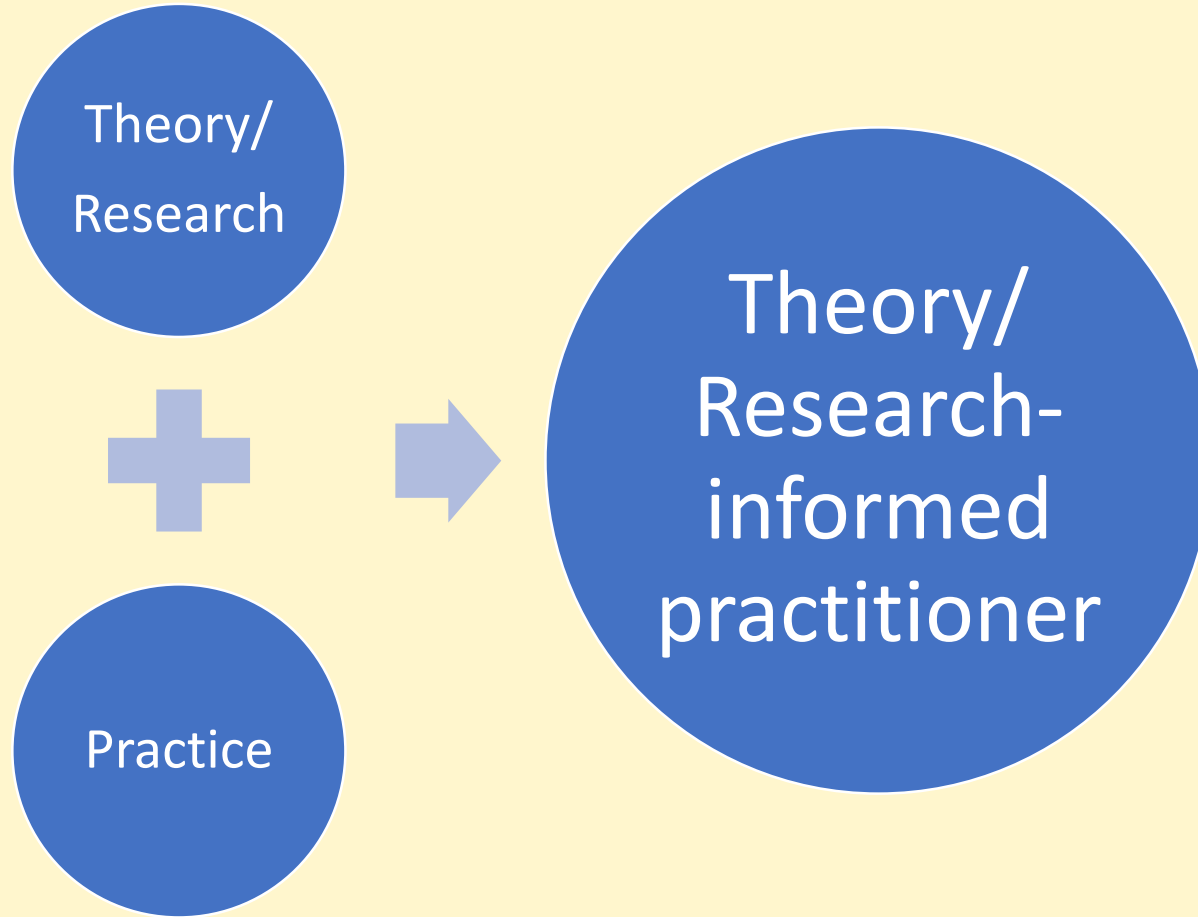 Theory/
Research
Practice
Theory/
Research-
informed
practitioner